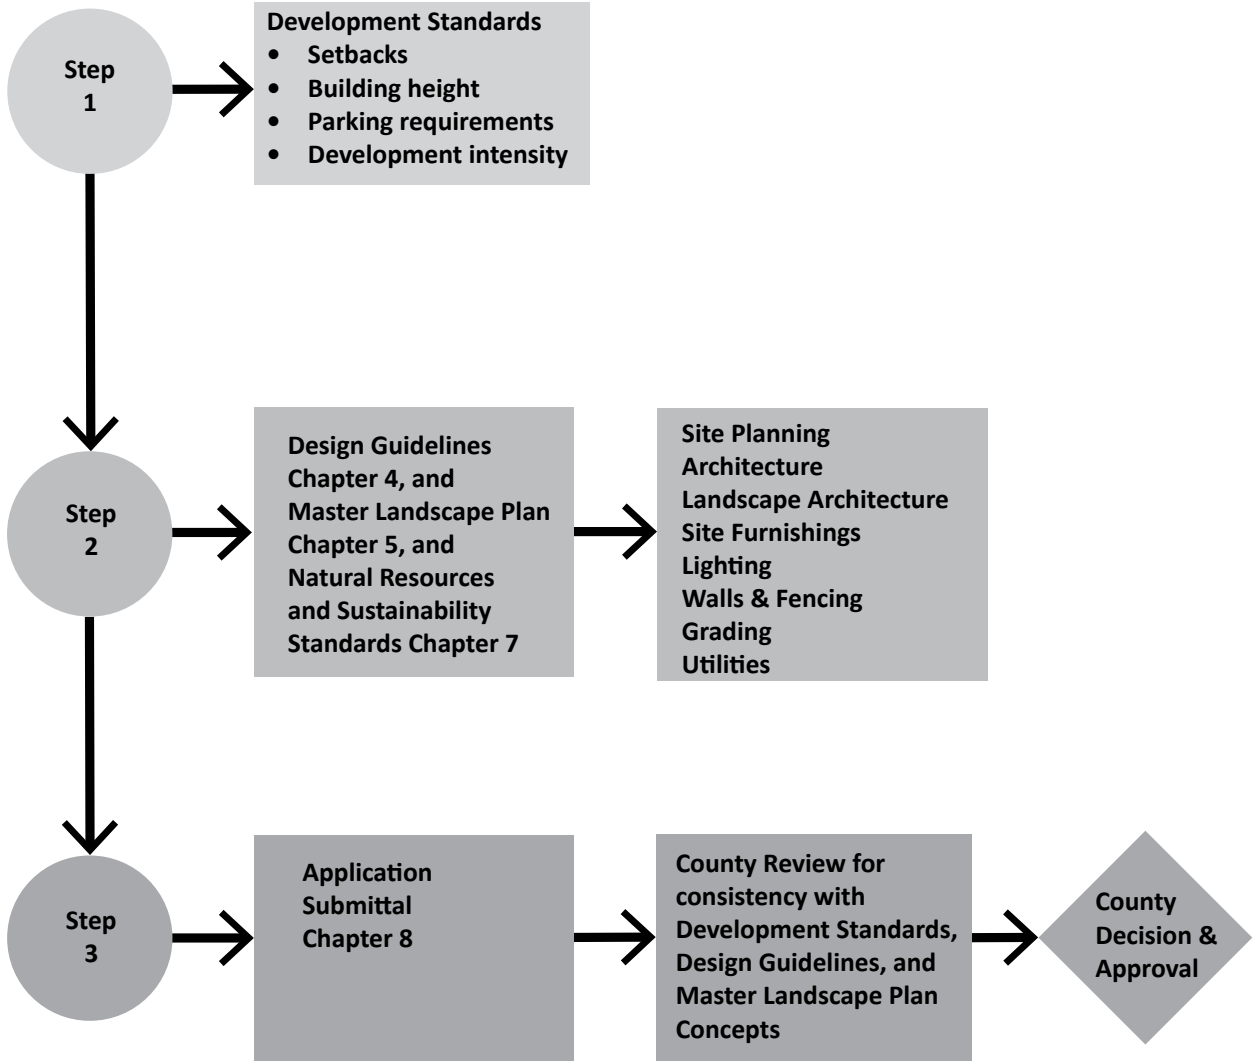 Step
1
Development Standards
• Setbacks
• Building height
• Parking requirements
• Development intensity
Step
2
Design Guidelines
Chapter 4, and
Master Landscape Plan
Chapter 5, and
Natural Resources
and Sustainability
Standards Chapter 7
Site Planning
Architecture
Landscape Architecture
Site Furnishings
Lighting
Walls & Fencing
Grading
Utilities
Step
3
Application
Submittal
Chapter 8
County Review for
consistency with
Development Standards,
Design Guidelines, and
Master Landscape Plan
Concepts
County
Decision &
Approval